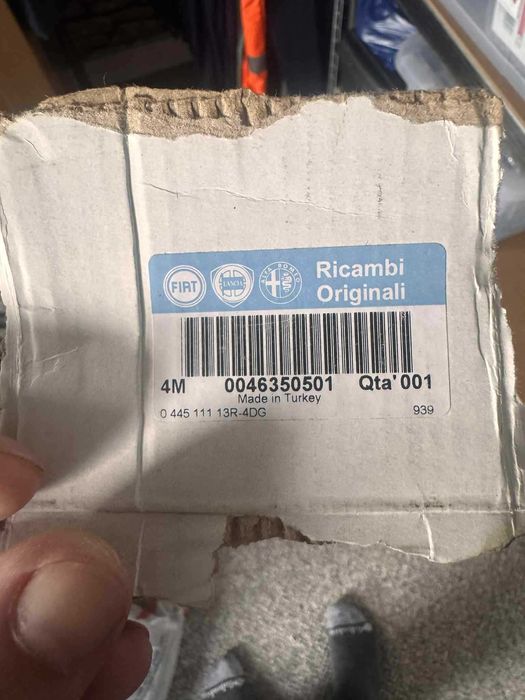 FIAT
LANCIA
ALFA ROMEO
Ricambi
Originali
4M 0046350501 Qta'001
Made in Turkey
0 445 111 13R-4DG 939